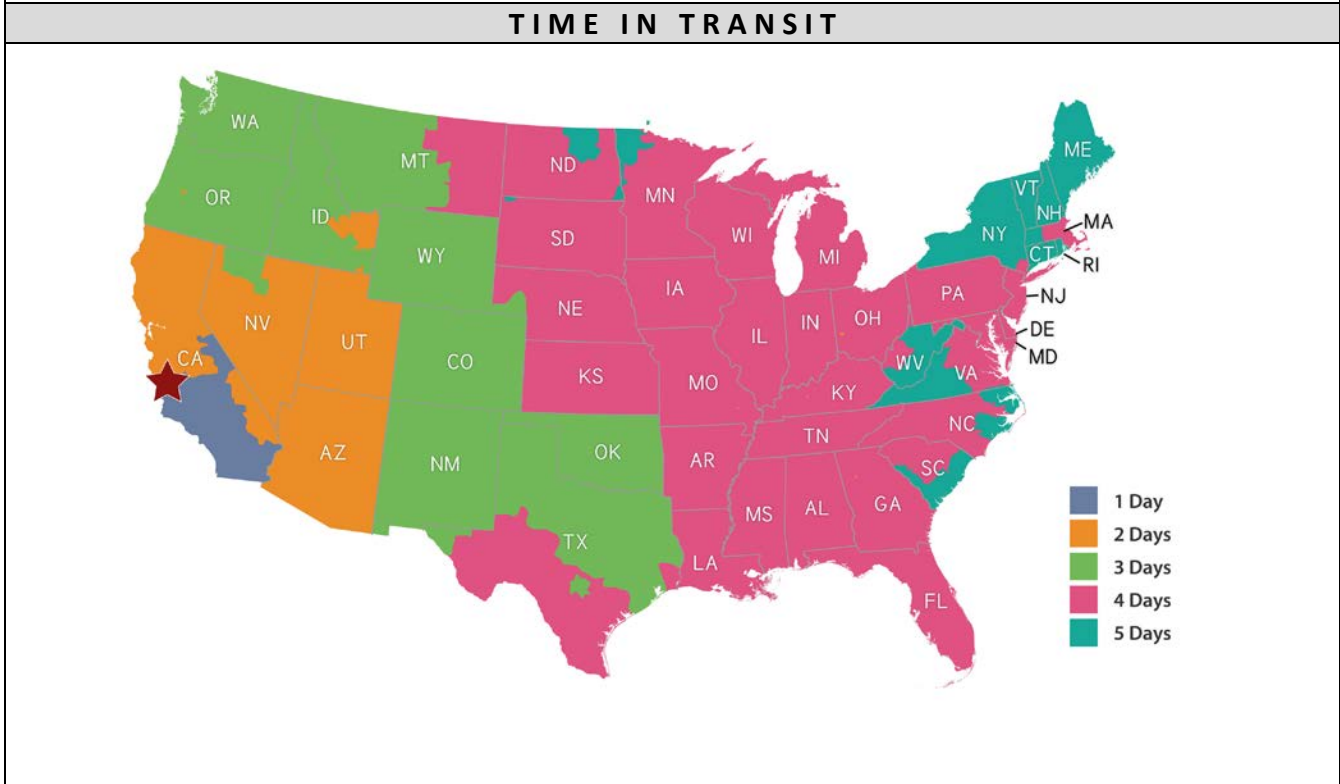 TIME IN TRANSIT
WA
MT
ND
MN
ME
VT
NH
OR
ID
MA
NY
WY
SD
WI
MI
CT
RI
NE
IA
PA
NJ
NV
UT
CO
IL
IN
OH
DE
MD
CA
KS
MO
WV
VA
KY
AZ
NM
OK
TN
NC
AR
SC
MS
AL
GA
TX
LA
FL
1 Day
2 Days
3 Days
4 Days
5 Days